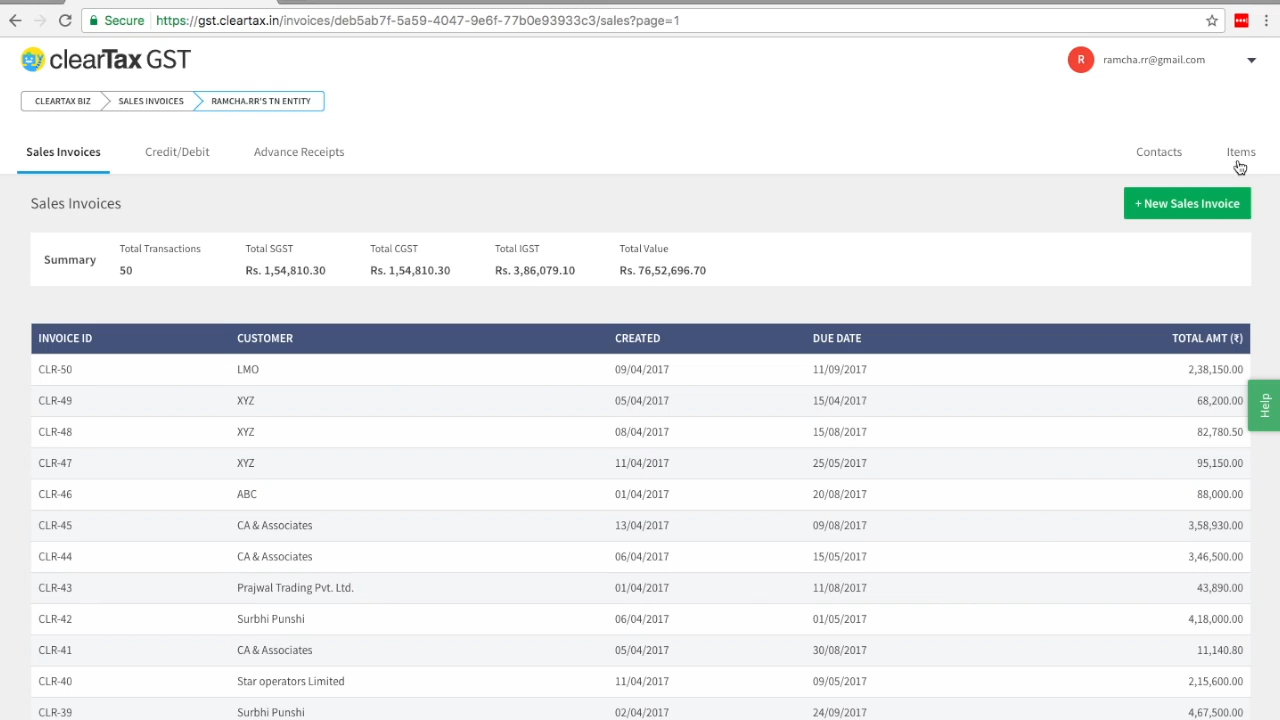 Secure https://gst.cleartax.in/invoices/deb5ab7f-5a59-4047-9e6f-77b0e93933c3/sales?page=1
clearTax GST
R ramcha.rr@gmail.com
CLEARTAX BIZ SALES INVOICES RAMCHA.RR'S TN ENTITY
Sales Invoices Credit/Debit Advance Receipts Contacts Items
Sales Invoices + New Sales Invoice
Summary
Total Transactions Total SGST Total CGST Total IGST Total Value
50 Rs. 1,54,810.30 Rs. 1,54,810.30 Rs. 3,86,079.10 Rs. 76,52,696.70
INVOICE ID CUSTOMER CREATED DUE DATE TOTAL AMT (₹)
CLR-50 LMO 09/04/2017 11/09/2017 2,38,150.00
CLR-49 XYZ 05/04/2017 15/04/2017 68,200.00
Help
CLR-48 XYZ 08/04/2017 15/08/2017 82,780.50
CLR-47 XYZ 11/04/2017 25/05/2017 95,150.00
CLR-46 ABC 01/04/2017 20/08/2017 88,000.00
CLR-45 CA & Associates 13/04/2017 09/08/2017 3,58,930.00
CLR-44 CA & Associates 06/04/2017 15/05/2017 3,46,500.00
CLR-43 Prajwal Trading Pvt. Ltd. 01/04/2017 11/08/2017 43,890.00
CLR-42 Surbhi Punshi 06/04/2017 01/05/2017 4,18,000.00
CLR-41 CA & Associates 05/04/2017 30/08/2017 11,140.80
CLR-40 Star operators Limited 11/04/2017 09/05/2017 2,15,600.00
CLR-39 Surbhi Punshi 02/04/2017 24/09/2017 4,67,500.00